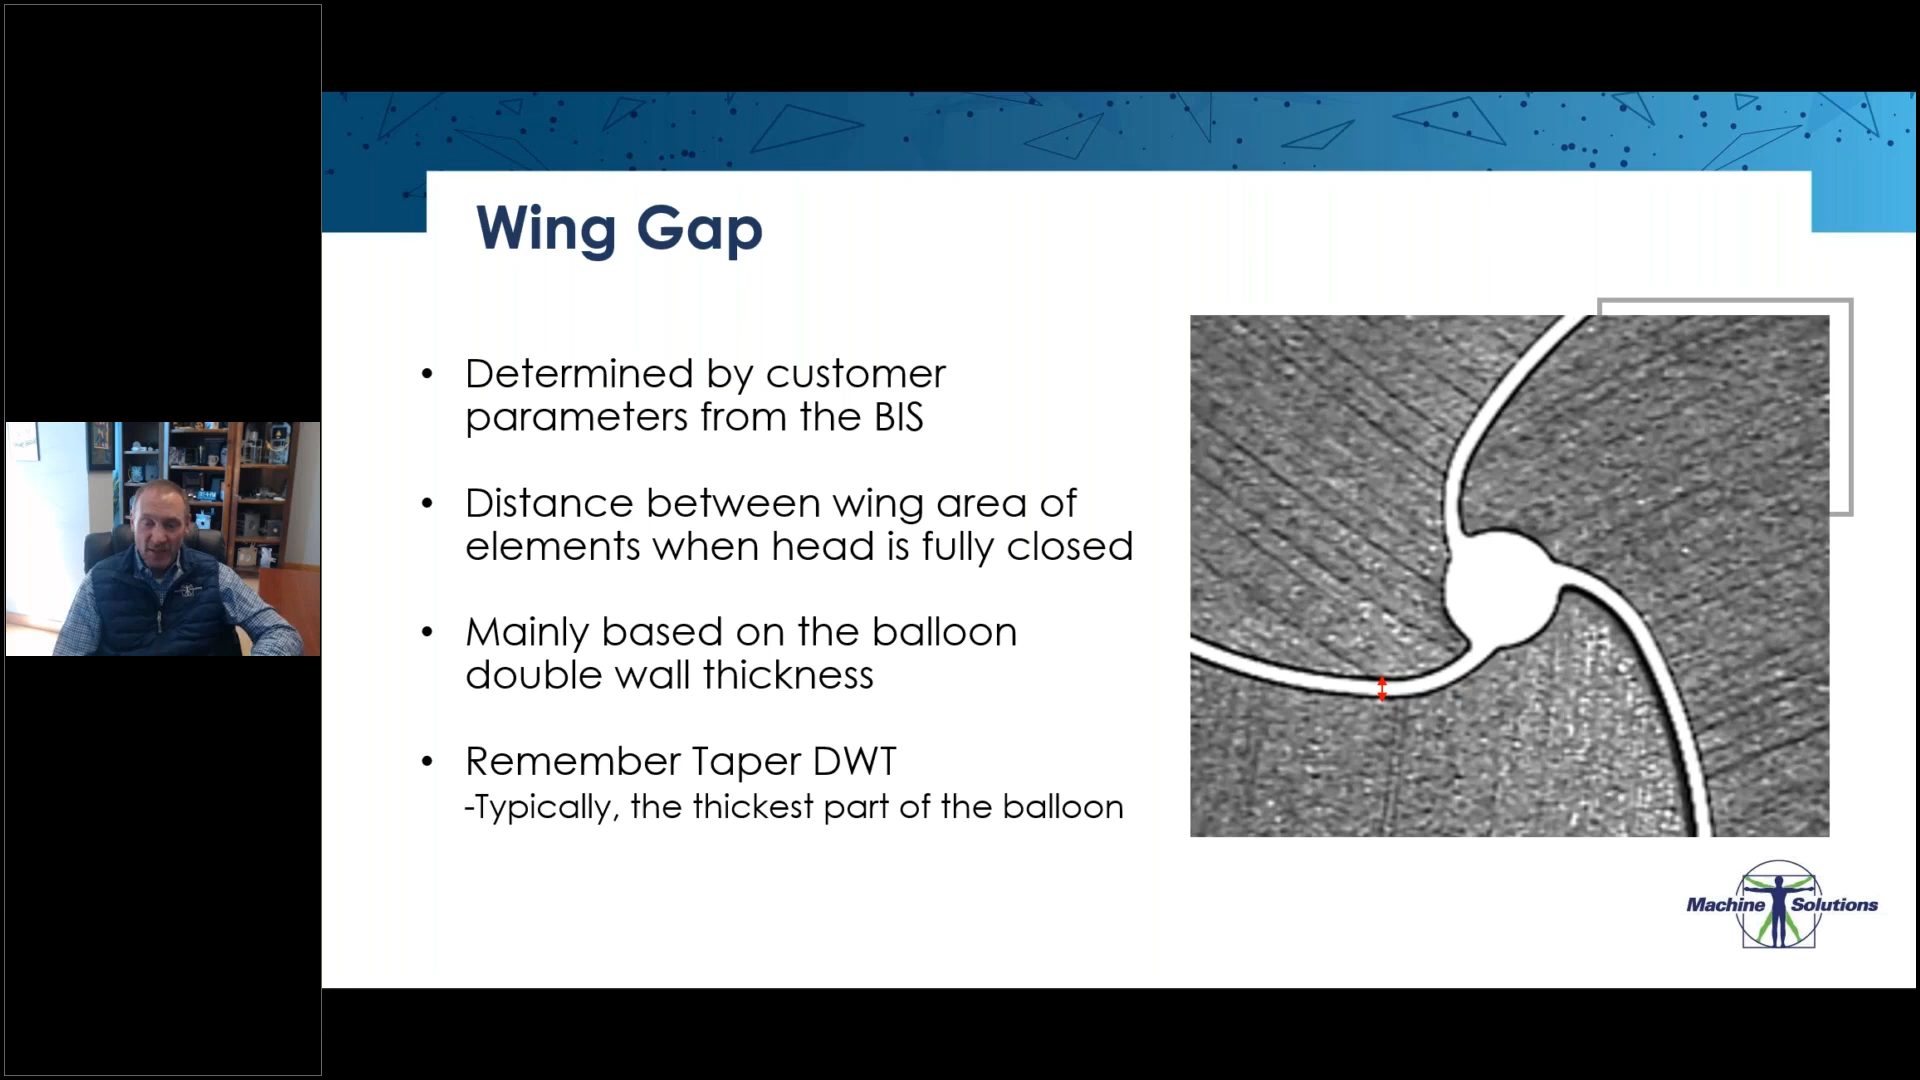 Wing Gap
• Determined by customer
parameters from the BIS
• Distance between wing area of
elements when head is fully closed
• Mainly based on the balloon
double wall thickness
• Remember Taper DWT
-Typically, the thickest part of the balloon
Machine Solutions